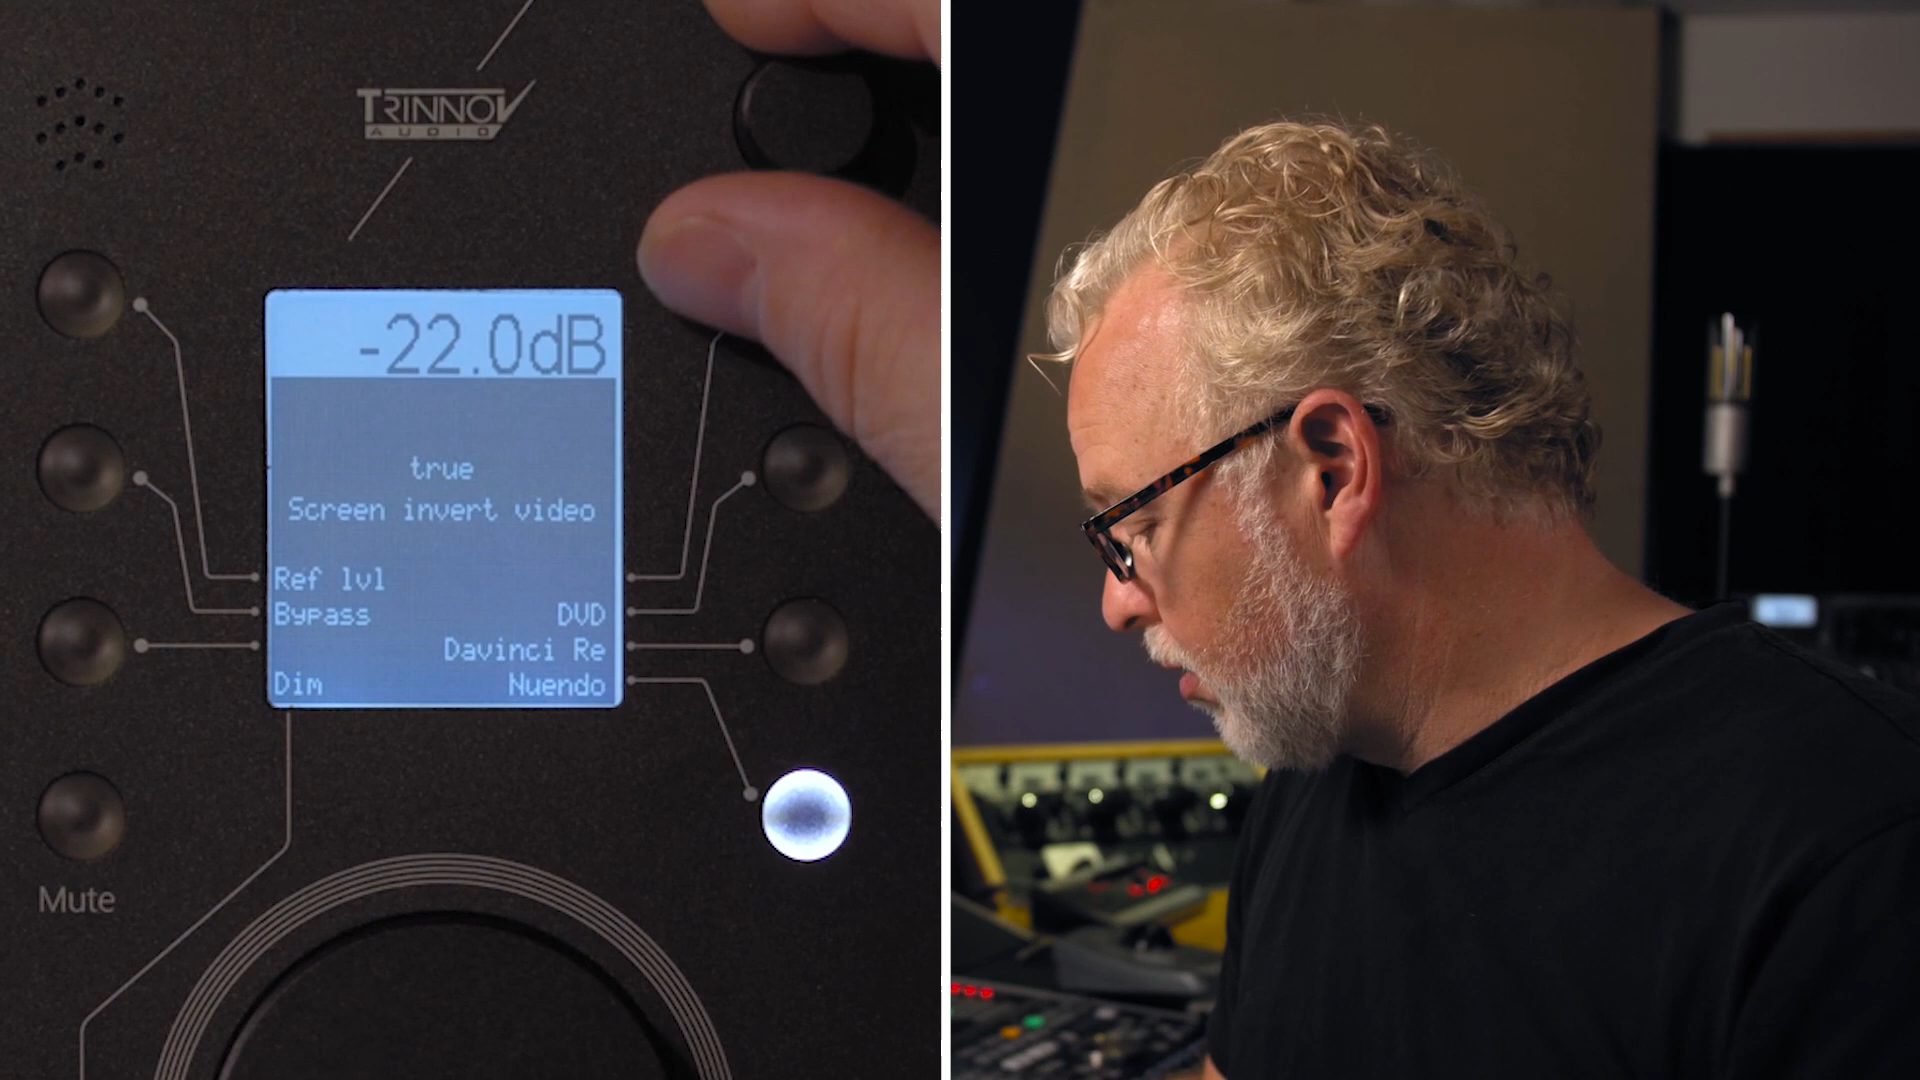 TRINNOV
AUDIO
-22.0dB
true
Screen invert video
Ref lvl
Bypass DVD
Davinci Re
Dim Nuendo
Mute